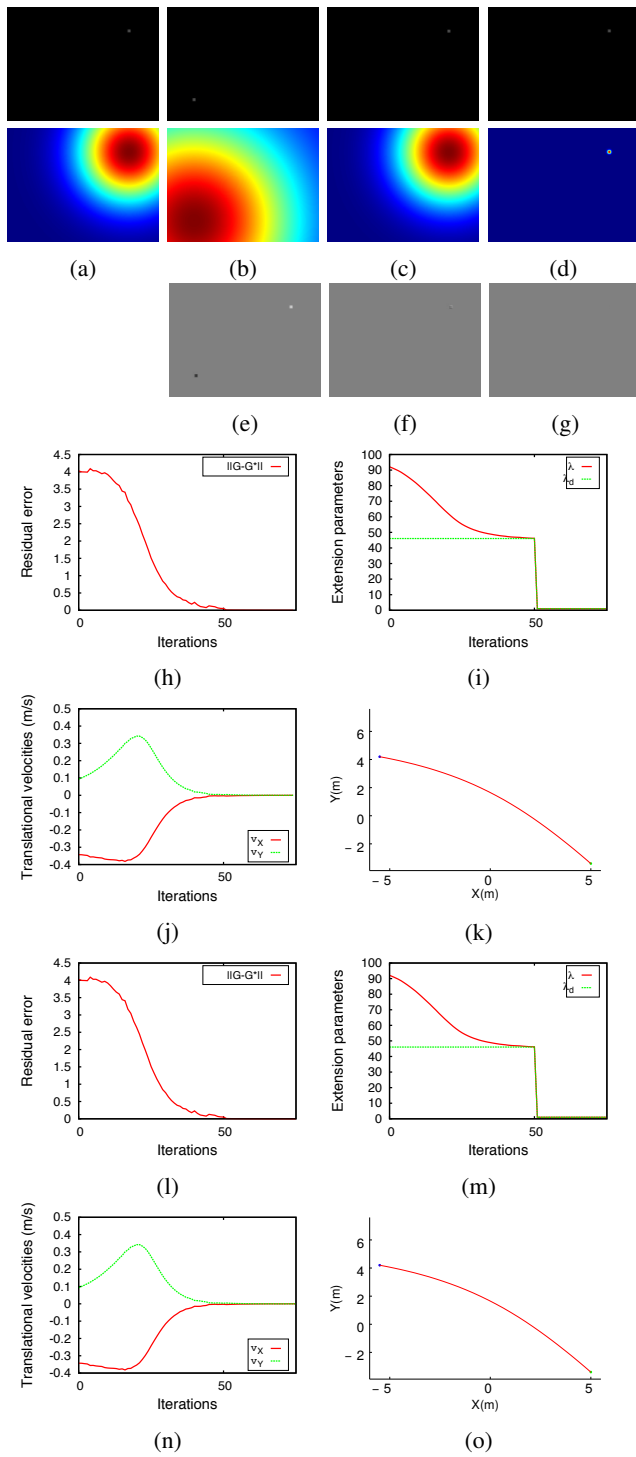 (a) (b) (c) (d)
(e) (f) (g)
4.5
4
3.5
3
2.5
2
1.5
1
0.5
0
0 50
Residual error
Iterations
||G-G*||
(h)
100
90
80
70
60
50
40
30
20
10
0
0 50
Extension parameters
Iterations
λ
λd
(i)
0.5
0.4
0.3
0.2
0.1
0
-0.1
-0.2
-0.3
-0.4
0 50
Translational velocities (m/s)
Iterations
vX
vY
(j)
6
4
2
0
− 2
− 5 0 5
Y(m)
X(m)
(k)
4.5
4
3.5
3
2.5
2
1.5
1
0.5
0
0 50
Residual error
Iterations
||G-G*||
(l)
100
90
80
70
60
50
40
30
20
10
0
0 50
Extension parameters
Iterations
λ
λd
(m)
0.5
0.4
0.3
0.2
0.1
0
-0.1
-0.2
-0.3
-0.4
0 50
Translational velocities (m/s)
Iterations
vX
vY
(n)
6
4
2
0
− 2
− 5 0 5
Y(m)
X(m)
(o)